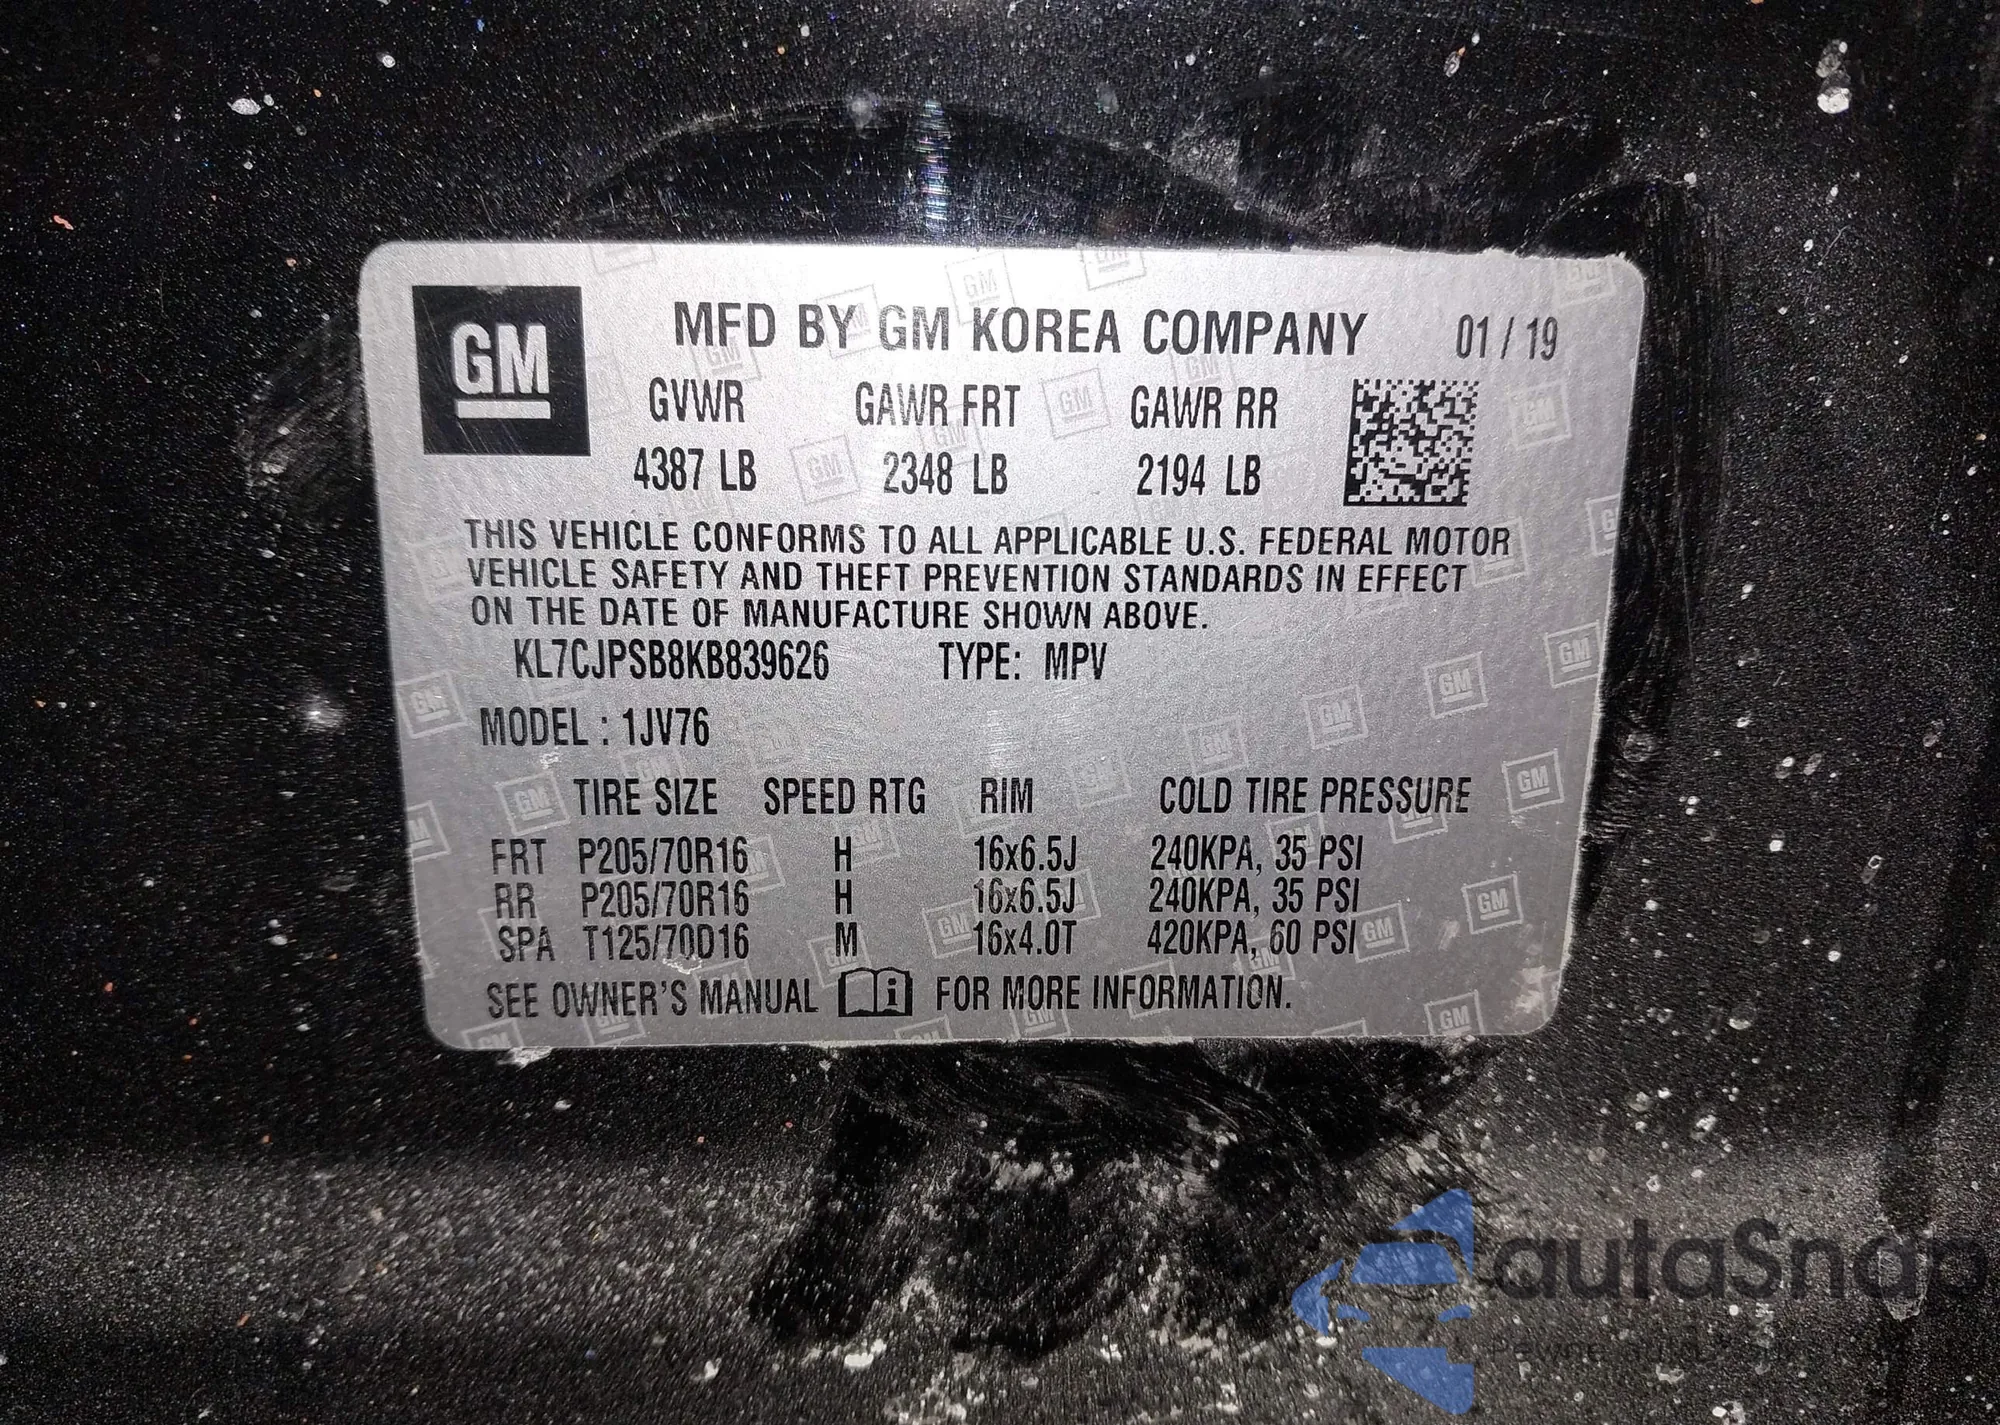 GM
MFD BY GM KOREA COMPANY 01 / 19
GVWR GAWR FRT GAWR RR
4387 LB 2348 LB 2194 LB
THIS VEHICLE CONFORMS TO ALL APPLICABLE U.S. FEDERAL MOTOR
VEHICLE SAFETY AND THEFT PREVENTION STANDARDS IN EFFECT
ON THE DATE OF MANUFACTURE SHOWN ABOVE.
KL7CJPSB8KB839626 TYPE: MPV
MODEL : 1JV76
TIRE SIZE SPEED RTG RIM COLD TIRE PRESSURE
FRT P205/70R16 H 16x6.5J 240KPA, 35 PSI
RR P205/70R16 H 16x6.5J 240KPA, 35 PSI
SPA T125/70D16 M 16x4.0T 420KPA, 60 PSI
SEE OWNER'S MANUAL i FOR MORE INFORMATION.
autaSnap